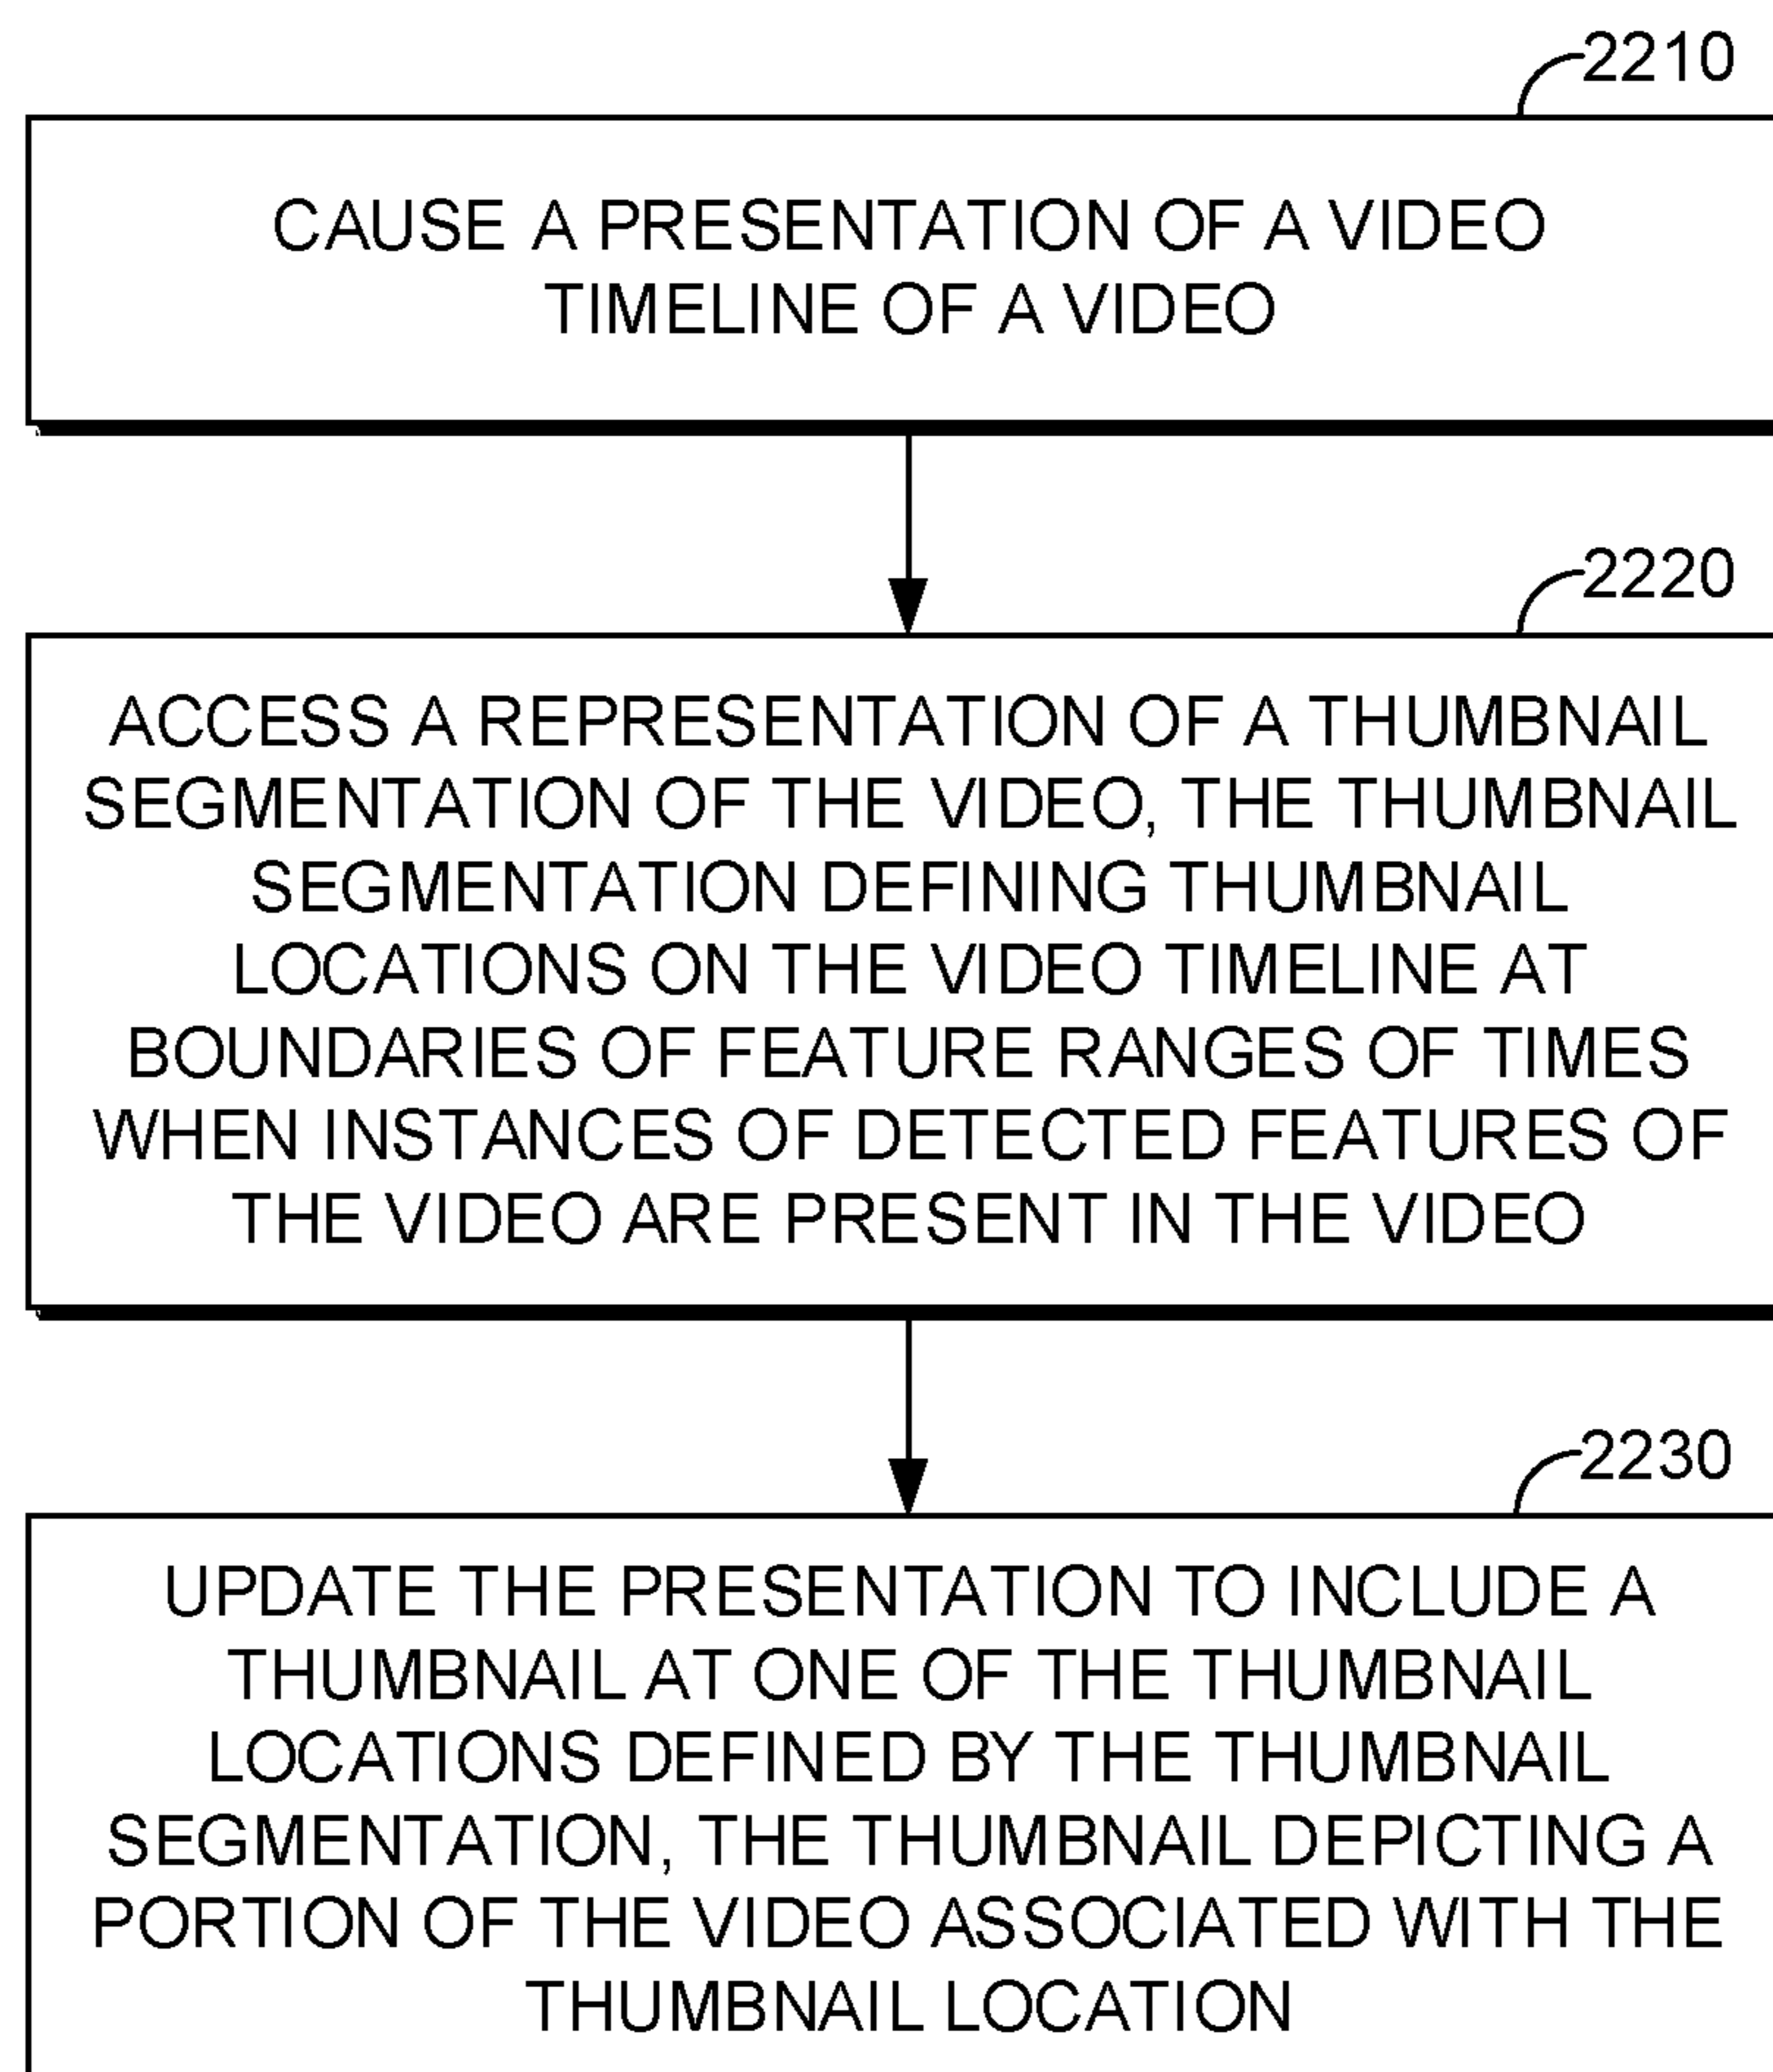 2210
CAUSE A PRESENTATION OF A VIDEO
TIMELINE OF A VIDEO
2220
ACCESS A REPRESENTATION OF A THUMBNAIL
SEGMENTATION OF THE VIDEO, THE THUMBNAIL
SEGMENTATION DEFINING THUMBNAIL
LOCATIONS ON THE VIDEO TIMELINE AT
BOUNDARIES OF FEATURE RANGES OF TIMES
WHEN INSTANCES OF DETECTED FEATURES OF
THE VIDEO ARE PRESENT IN THE VIDEO
2230
UPDATE THE PRESENTATION TO INCLUDE A
THUMBNAIL AT ONE OF THE THUMBNAIL
LOCATIONS DEFINED BY THE THUMBNAIL
SEGMENTATION, THE THUMBNAIL DEPICTING A
PORTION OF THE VIDEO ASSOCIATED WITH THE
THUMBNAIL LOCATION